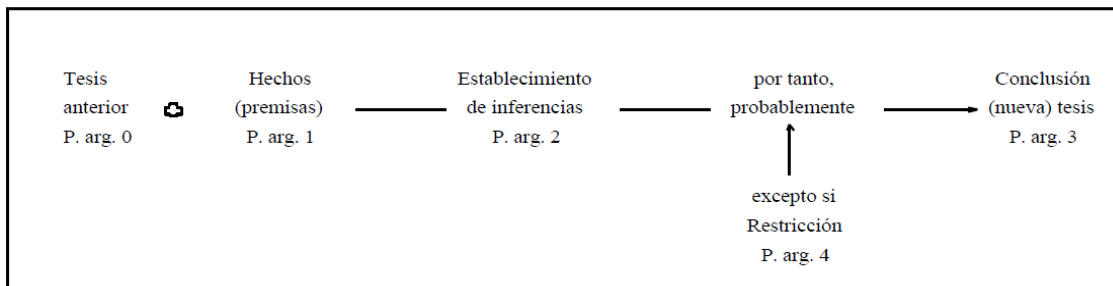 Tesis
anterior
P. arg. 0
Hechos
(premisas)
P. arg. 1
Establecimiento
de inferencias
P. arg. 2
por tanto,
probablemente
Conclusión
(nueva) tesis
P. arg. 3
excepto si
Restricción
P. arg. 4